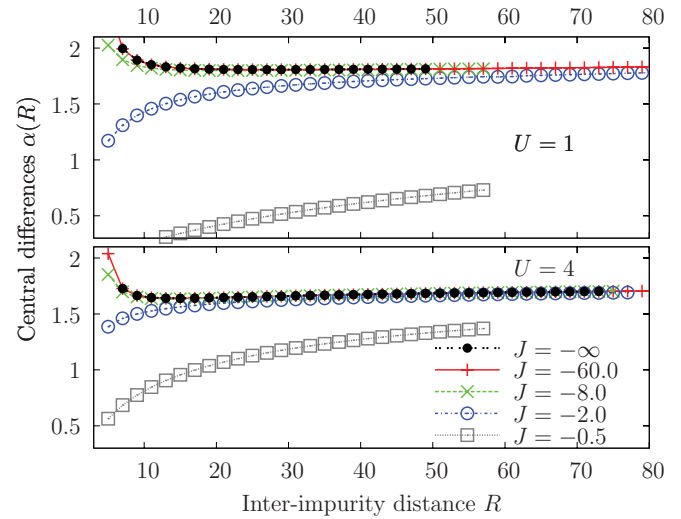 10 20 30 40 50 60 70 80
2
1.5
1
0.5
U = 1
Central differences α(R)
2
1.5
1
0.5
U = 4
J = −∞
J = −60.0
J = −8.0
J = −2.0
J = −0.5
10 20 30 40 50 60 70 80
Inter-impurity distance R